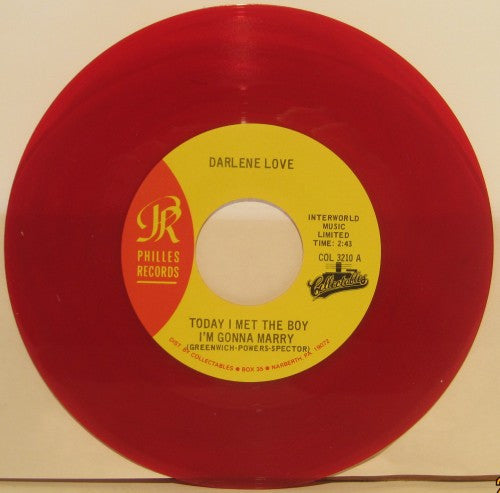 DARLENE LOVE
PR
PHILLES
RECORDS
INTERWORLD
MUSIC
LIMITED
TIME: 2:43
COL 3210 A
Collectables
TODAY I MET THE BOY
I'M GONNA MARRY
(GREENWICH-POWERS-SPECTOR)
DIST BY COLLECTABLES • BOX 35 • NARBERTH, PA 19072